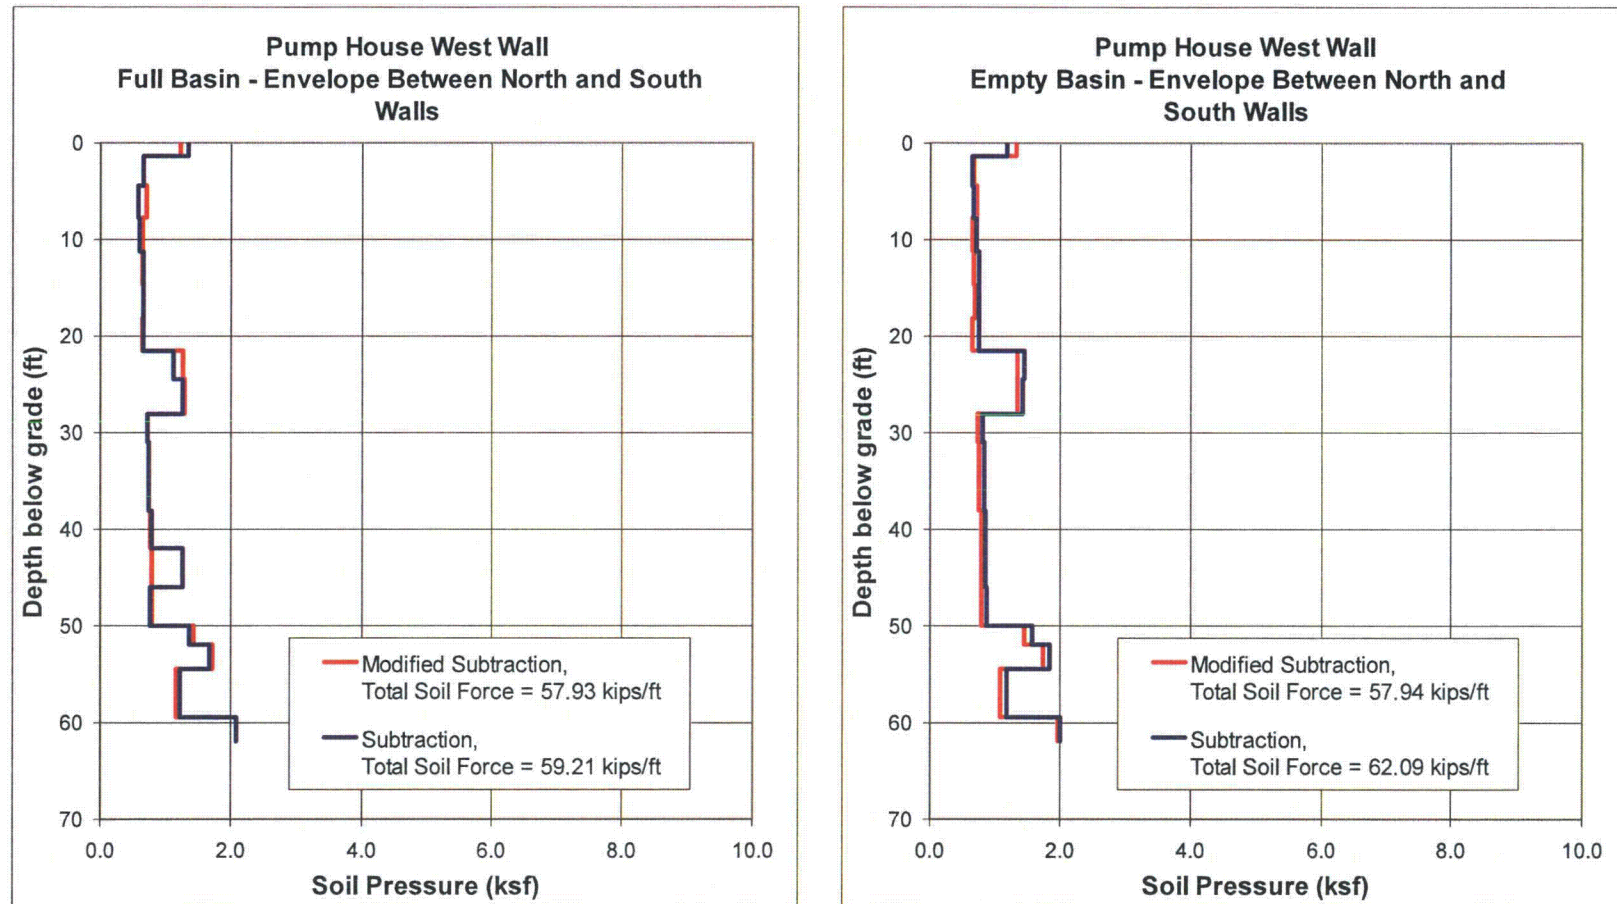 Pump House West Wall
Full Basin - Envelope Between North and South
Walls
0
10
20
30
40
50
60
70
Depth below grade (ft)
Modified Subtraction,
Total Soil Force = 57.93 kips/ft
Subtraction,
Total Soil Force = 59.21 kips/ft
0.0
2.0
4.0
6.0
8.0
10.0
Soil Pressure (ksf)
Pump House West Wall
Empty Basin - Envelope Between North and
South Walls
0
10
20
30
40
50
60
70
Depth below grade (ft)
Modified Subtraction,
Total Soil Force = 57.94 kips/ft
Subtraction,
Total Soil Force = 62.09 kips/ft
0.0
2.0
4.0
6.0
8.0
10.0
Soil Pressure (ksf)